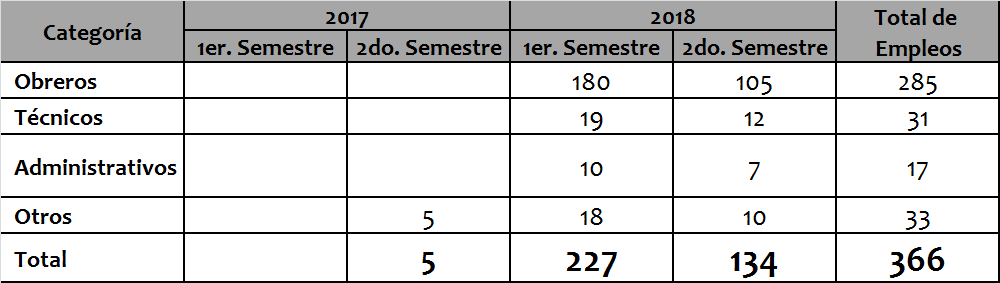 Categoría 2017 2018 Total de Empleos
1er. Semestre 2do. Semestre 1er. Semestre 2do. Semestre
Obreros 180 105 285
Técnicos 19 12 31
Administrativos 10 7 17
Otros 5 18 10 33
Total 5 227 134 366